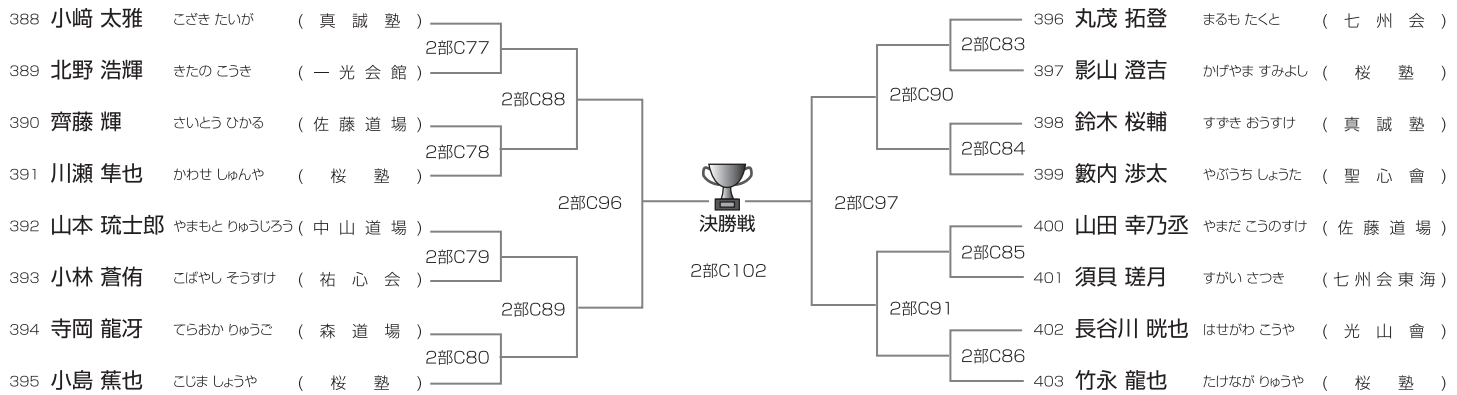 388 小﨑 太雅 こざき たいが (真誠塾)
2部C77
389 北野 浩輝 きたの こうき (一光会館)
2部C88
390 齊藤 輝 さいとう ひかる (佐藤道場)
2部C78
391 川瀬 隼也 かわせ しゅんや (桜塾)
2部C96
392 山本 琉士郎 やまもと りゅうじろう (中山道場)
2部C79
393 小林 蒼侑 こばやし そうすけ (祐心会)
2部C89
394 寺岡 龍冴 てらおか りゅうご (森道場)
2部C80
395 小島 蕉也 こじま しょうや (桜塾)
決勝戦
2部C102
396 丸茂 拓登 まるも たくと (七州会)
2部C83
397 影山 澄吉 かげやま すみよし (桜塾)
2部C90
398 鈴木 桜輔 すずき おうすけ (真誠塾)
2部C84
399 籔内 渉太 やぶうち しょうた (聖心會)
2部C97
400 山田 幸乃丞 やまだ こうのすけ (佐藤道場)
2部C85
401 須貝 瑳月 すがい さつき (七州会東海)
2部C91
402 長谷川 晄也 はせがわ こうや (光山會)
2部C86
403 竹永 龍也 たけなが りゅうや (桜塾)